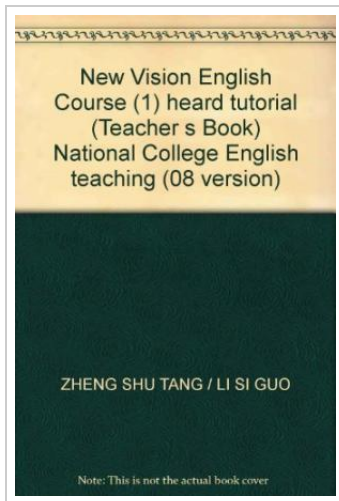 New Vision English
Course (1) heard tutorial
(Teacher s Book)
National College English
teaching (08 version)
ZHENG SHU TANG / LI SI GUO
Note: This is not the actual book cover